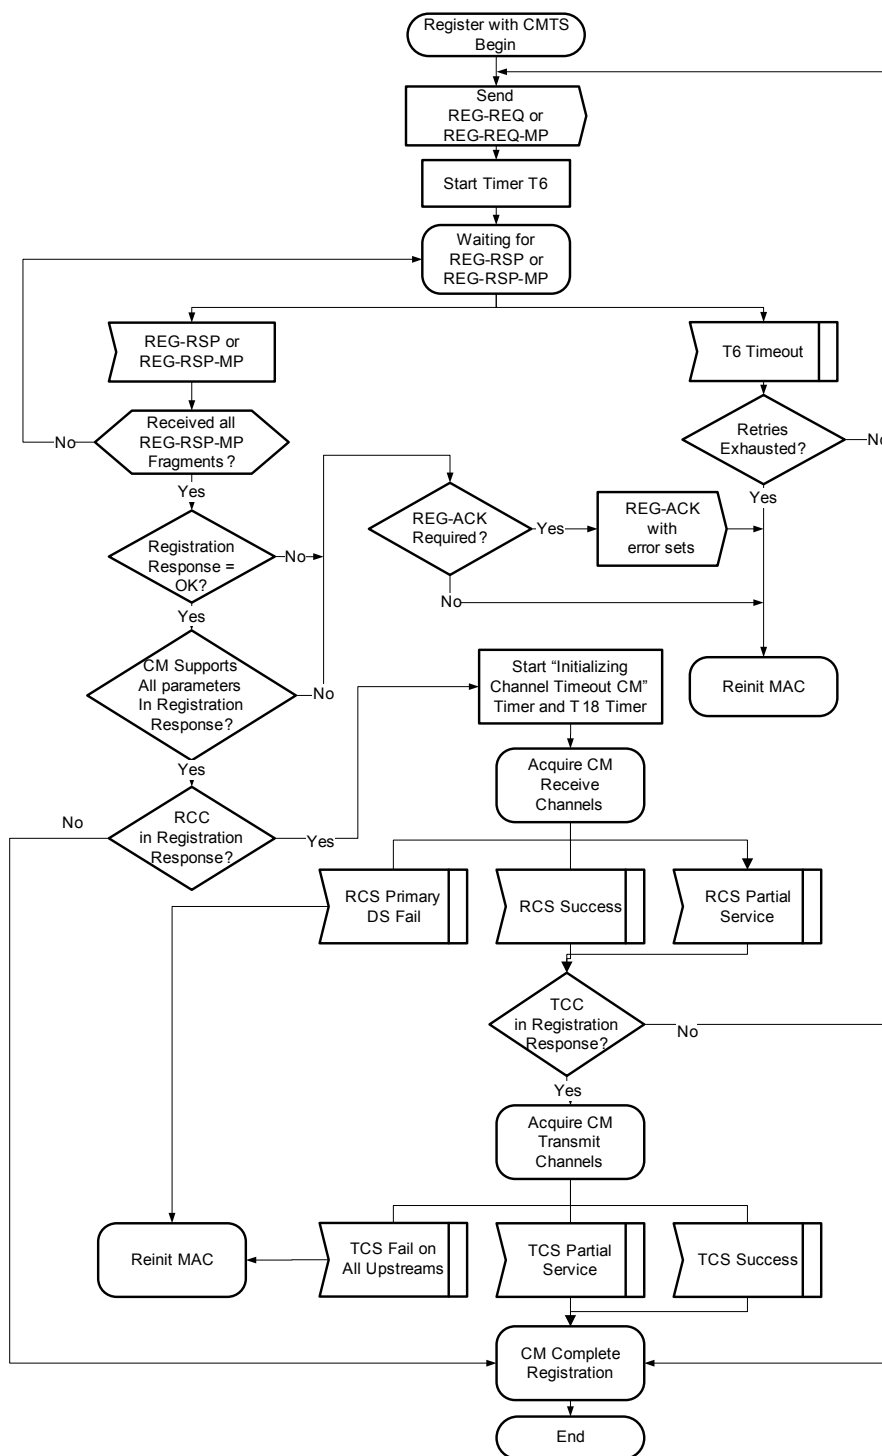 Register with CMTS
Begin
Send
REG-REQ or
REG-REQ-MP
Start Timer T6
Waiting for
REG-RSP or
REG-RSP-MP
REG-RSP or
REG-RSP-MP
T6 Timeout
Received all
REG-RSP-MP
Fragments?
No
Yes
Retries
Exhausted?
No
Yes
REG-ACK
Required?
Yes
No
REG-ACK
with
error sets
Registration
Response =
OK?
No
Yes
CM Supports
All parameters
In Registration
Response?
No
Yes
Start “Initializing
Channel Timeout CM”
Timer and T18 Timer
Reinit MAC
Acquire CM
Receive
Channels
RCC
in Registration
Response?
No
Yes
RCS Primary
DS Fail
RCS Success
RCS Partial
Service
TCC
in Registration
Response?
No
Yes
Acquire CM
Transmit
Channels
Reinit MAC
TCS Fail on
All Upstreams
TCS Partial
Service
TCS Success
CM Complete
Registration
End